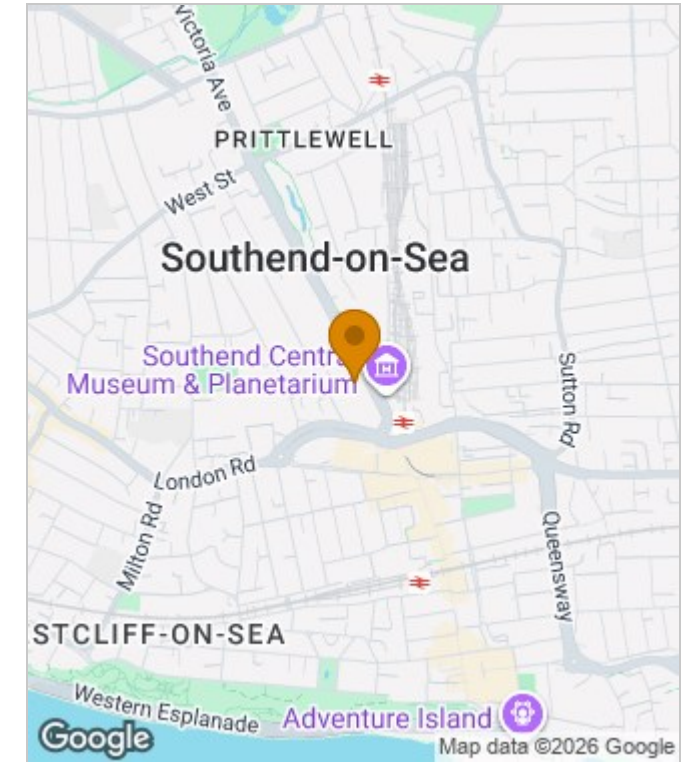 Victoria Ave
PRITTLEWELL
West St
Southend-on-Sea
Southend Centra
Museum & Planetarium
Sutton Rd
London Rd
Milton Rd
Queensway
STCLIFF-ON-SEA
Western Esplanade
Adventure Island
Google
Map data ©2026 Google